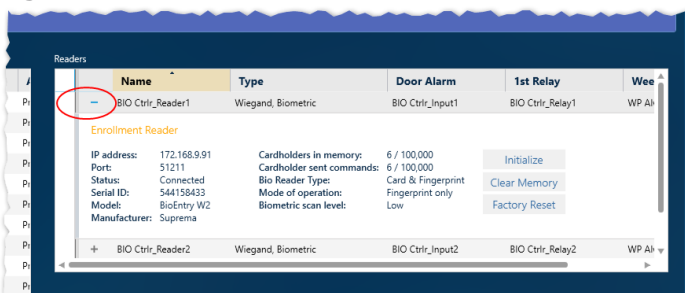 Readers
Name Type Door Alarm 1st Relay Wee
BIO Ctrlr_Reader1 Wiegand, Biometric BIO Ctrlr_Input1 BIO Ctrlr_Relay1 WP Al
Enrollment Reader
IP address: 172.168.9.91 Cardholders in memory: 6 / 100,000
Port: 51211 Cardholder sent commands: 6 / 100,000
Status: Connected Bio Reader Type: Card & Fingerprint
Serial ID: 544158433 Mode of operation: Fingerprint only
Model: BioEntry W2 Biometric scan level: Low
Manufacturer: Suprema
Initialize
Clear Memory
Factory Reset
BIO Ctrlr_Reader2 Wiegand, Biometric BIO Ctrlr_Input2 BIO Ctrlr_Relay2 WP Al